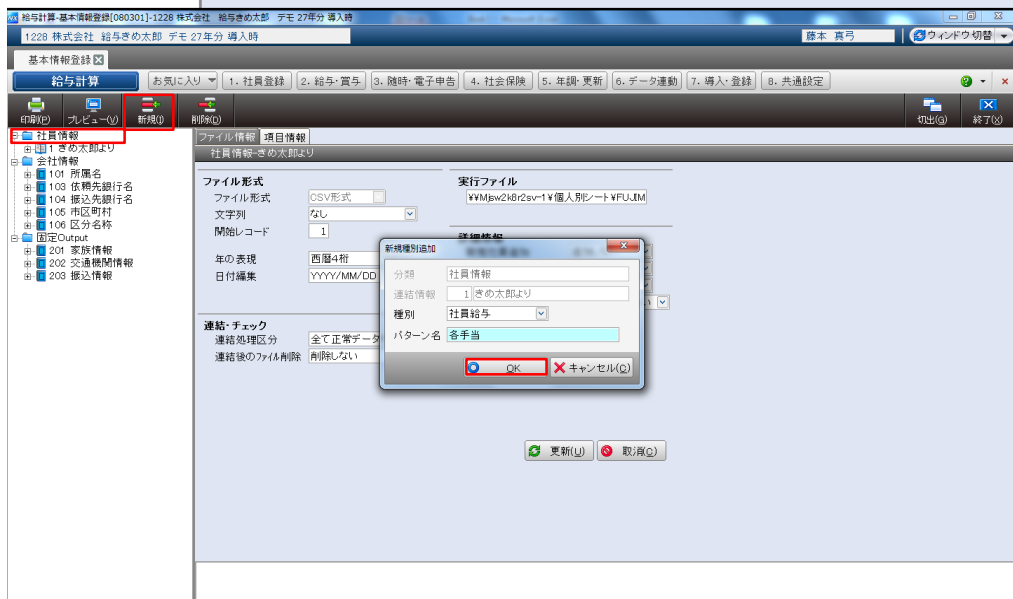 給与計算-基本情報登録[080301]-1228 株式会社 給与きめ太郎 デモ 27年分 導入時
1228 株式会社 給与きめ太郎 デモ 27年分 導入時
藤本 真弓
ウィンドウ切替
基本情報登録
給与計算
お気に入り
1. 社員登録
2. 給与・賞与
3. 随時・電子申告
4. 社会保険
5. 年調・更新
6. データ連動
7. 導入・登録
8. 共通設定
印刷(P)
プレビュー(V)
新規(I)
削除(D)
切出(G)
終了(X)
社員情報
1 きめ太郎より
会社情報
101 所属名
103 依頼先銀行名
104 振込先銀行名
105 市区町村
106 区分名称
固定Output
201 家族情報
202 交通機関情報
203 振込情報
ファイル情報
項目情報
社員情報-きめ太郎より
ファイル形式
ファイル形式 CSV形式
文字列 なし
開始レコード 1
年の表現 西暦4桁
日付編集 YYYY/MM/DD
連結・チェック
連結処理区分 全て正常データ
連結後のファイル削除 削除しない
実行ファイル
¥¥Mjsw2k8r2sv-1¥個人別シート¥FUJIM
詳細情報
い
新規種別追加
分類 社員情報
連結情報 1 きめ太郎より
種別 社員給与
パターン名 各手当
OK
キャンセル(C)
更新(U)
取消(C)